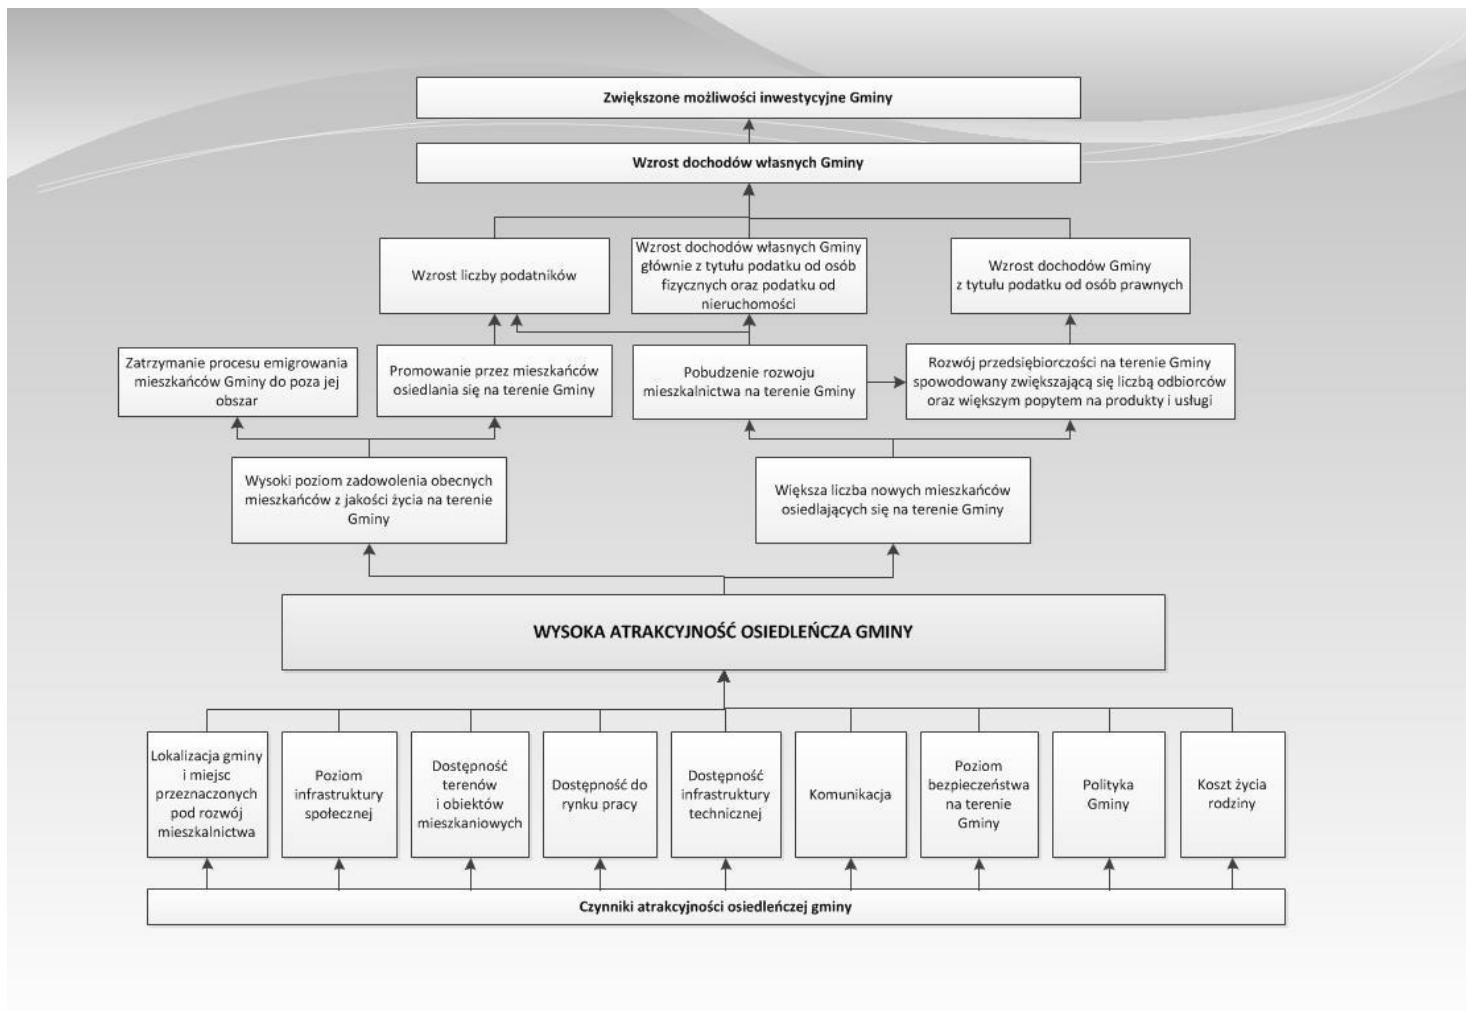 Zwiększone możliwości inwestycyjne Gminy
Wzrost dochodów własnych Gminy
Wzrost liczby podatników
Wzrost dochodów własnych Gminy
głównie z tytułu podatku od osób
fizycznych oraz podatku od
nieruchomości
Wzrost dochodów Gminy
z tytułu podatku od osób prawnych
Zatrzymanie procesu emigrowania
mieszkańców Gminy do poza jej
obszar
Promowanie przez mieszkańców
osiedlania się na terenie Gminy
Pobudzenie rozwoju
mieszkalnictwa na terenie Gminy
Rozwój przedsiębiorczości na terenie Gminy
spowodowany zwiększającą się liczbą odbiorców
oraz większym popytem na produkty i usługi
Wysoki poziom zadowolenia obecnych
mieszkańców z jakości życia na terenie
Gminy
Większa liczba nowych mieszkańców
osiedlających się na terenie Gminy
WYSOKA ATRAKCYJNOŚĆ OSIEDLEŃCZA GMINY
Lokalizacja gminy
i miejsc
przeznaczonych
pod rozwój
mieszkalnictwa
Poziom
infrastruktury
społecznej
Dostępność
terenów
i obiektów
mieszkaniowych
Dostępność do
rynku pracy
Dostępność
infrastruktury
technicznej
Komunikacja
Poziom
bezpieczeństwa
na terenie
Gminy
Polityka
Gminy
Koszt życia
rodziny
Czynniki atrakcyjności osiedleńczej gminy